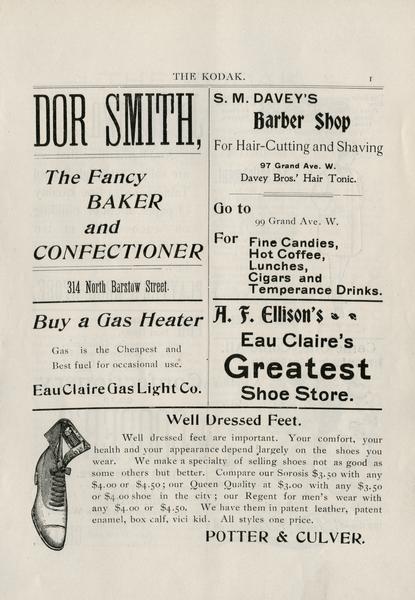 THE KODAK.
1
DOR SMITH,
The Fancy
BAKER
and
CONFECTIONER
314 North Barstow Street.
Buy a Gas Heater
Gas is the Cheapest and
Best fuel for occasional use.
Eau Claire Gas Light Co.
S. M. DAVEY'S
Barber Shop
For Hair-Cutting and Shaving
97 Grand Ave. W.
Davey Bros.' Hair Tonic.
Go to
99 Grand Ave. W.
For Fine Candies,
Hot Coffee,
Lunches,
Cigars and
Temperance Drinks.
A. F. Ellison's
Eau Claire's
Greatest
Shoe Store.
Well Dressed Feet.
Well dressed feet are important. Your comfort, your
health and your appearance depend largely on the shoes you
wear. We make a specialty of selling shoes not as good as
some others but better. Compare our Sorosis $3.50 with any
$4.00 or $4.50; our Queen Quality at $3.00 with any $3.50
or $4.00 shoe in the city; our Regent for men's wear with
any $4.00 or $4.50. We have them in patent leather, patent
enamel, box calf, vici kid. All styles one price.
POTTER & CULVER.